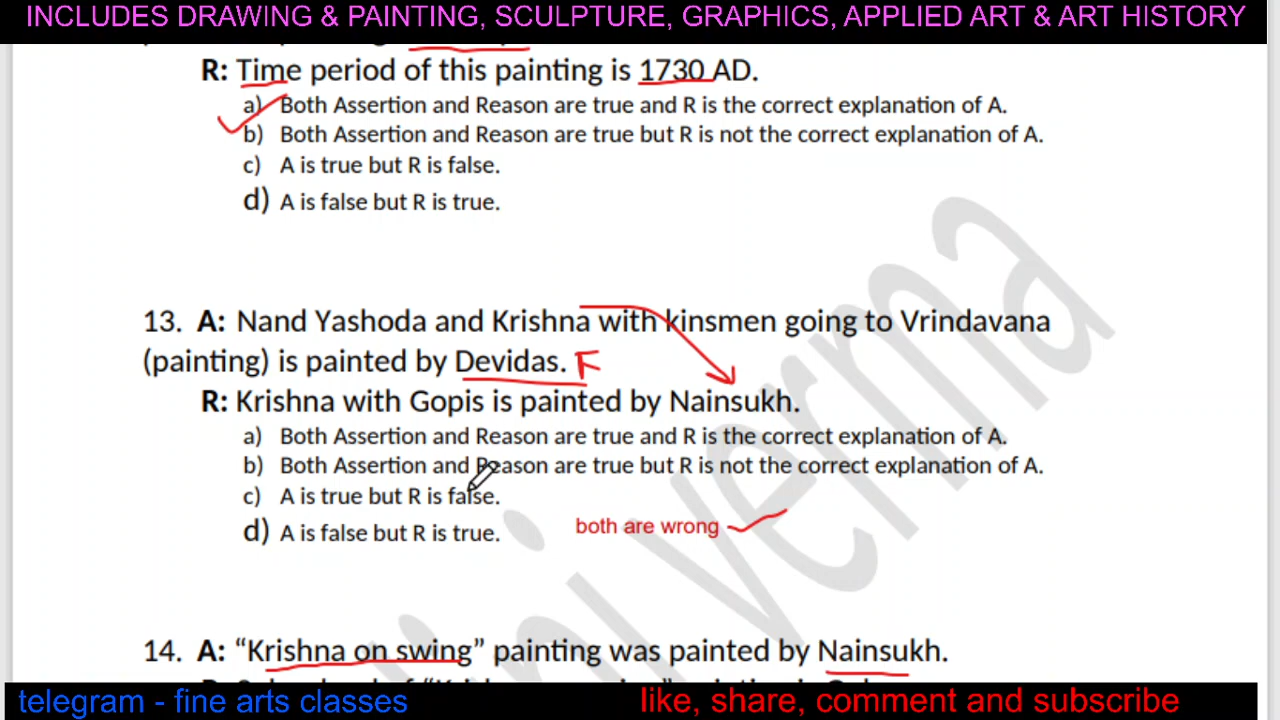 INCLUDES DRAWING & PAINTING, SCULPTURE, GRAPHICS, APPLIED ART & ART HISTORY
R: Time period of this painting is 1730 AD.
a) Both Assertion and Reason are true and R is the correct explanation of A.
b) Both Assertion and Reason are true but R is not the correct explanation of A.
c) A is true but R is false.
d) A is false but R is true.
13. A: Nand Yashoda and Krishna with kinsmen going to Vrindavana
(painting) is painted by Devidas. F
R: Krishna with Gopis is painted by Nainsukh.
a) Both Assertion and Reason are true and R is the correct explanation of A.
b) Both Assertion and Reason are true but R is not the correct explanation of A.
c) A is true but R is false.
d) A is false but R is true.
both are wrong
14. A: “Krishna on swing” painting was painted by Nainsukh.
telegram - fine arts classes
like, share, comment and subscribe
verma